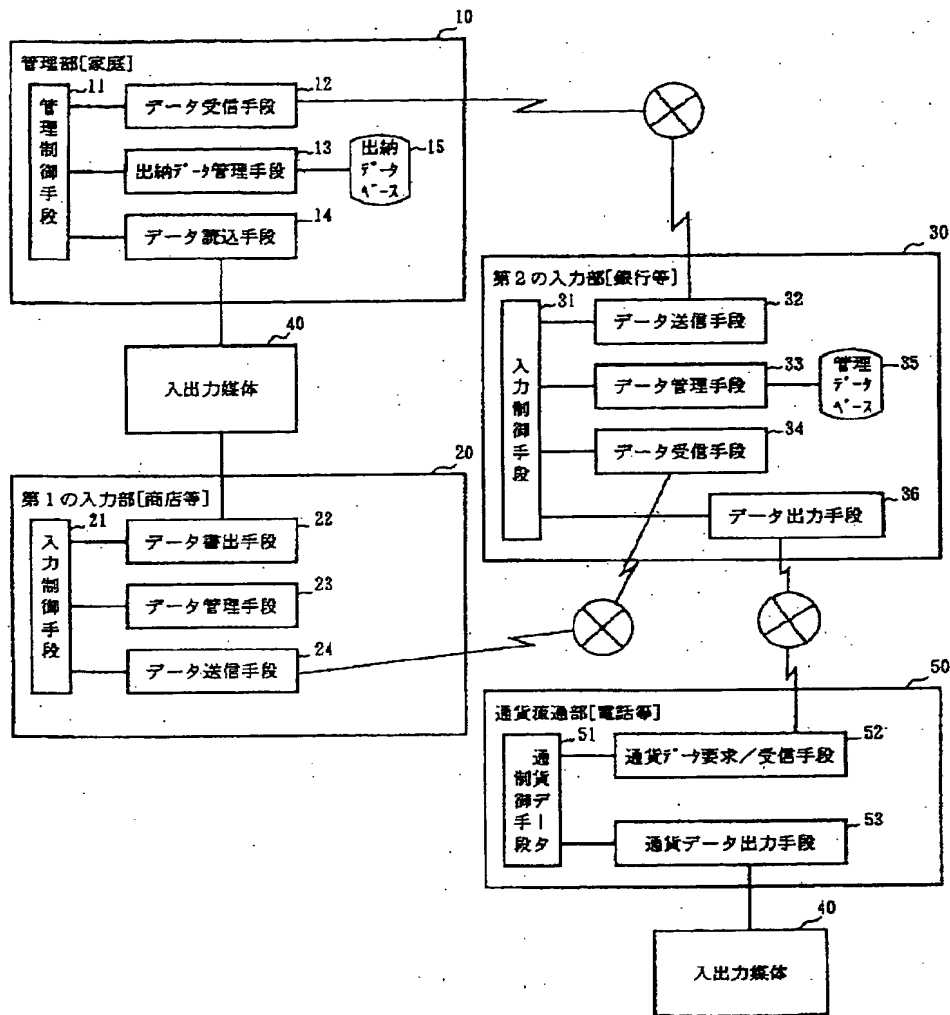 10
管理部[家庭]
11
管理制御手段
12
データ受信手段
13
出納データ管理手段
15
出納データベース
14
データ読込手段
40
入出力媒体
20
第1の入力部[商店等]
21
入力制御手段
22
データ書出手段
23
データ管理手段
24
データ送信手段
30
第2の入力部[銀行等]
31
入力制御手段
32
データ送信手段
33
データ管理手段
35
管理データベース
34
データ受信手段
36
データ出力手段
50
通貨流通部[電話等]
51
通貨データ制御手段
52
通貨データ要求/受信手段
53
通貨データ出力手段
40
入出力媒体